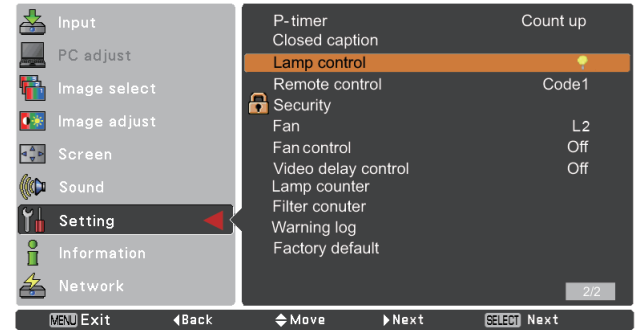 Input
PC adjust
Image select
Image adjust
Screen
Sound
Setting
Information
Network
P-timer Count up
Closed caption
Lamp control
Remote control Code1
Security
Fan L2
Fan control Off
Video delay control Off
Lamp counter
Filter conuter
Warning log
Factory default
2/2
MENU Exit Back Move Next SELECT Next